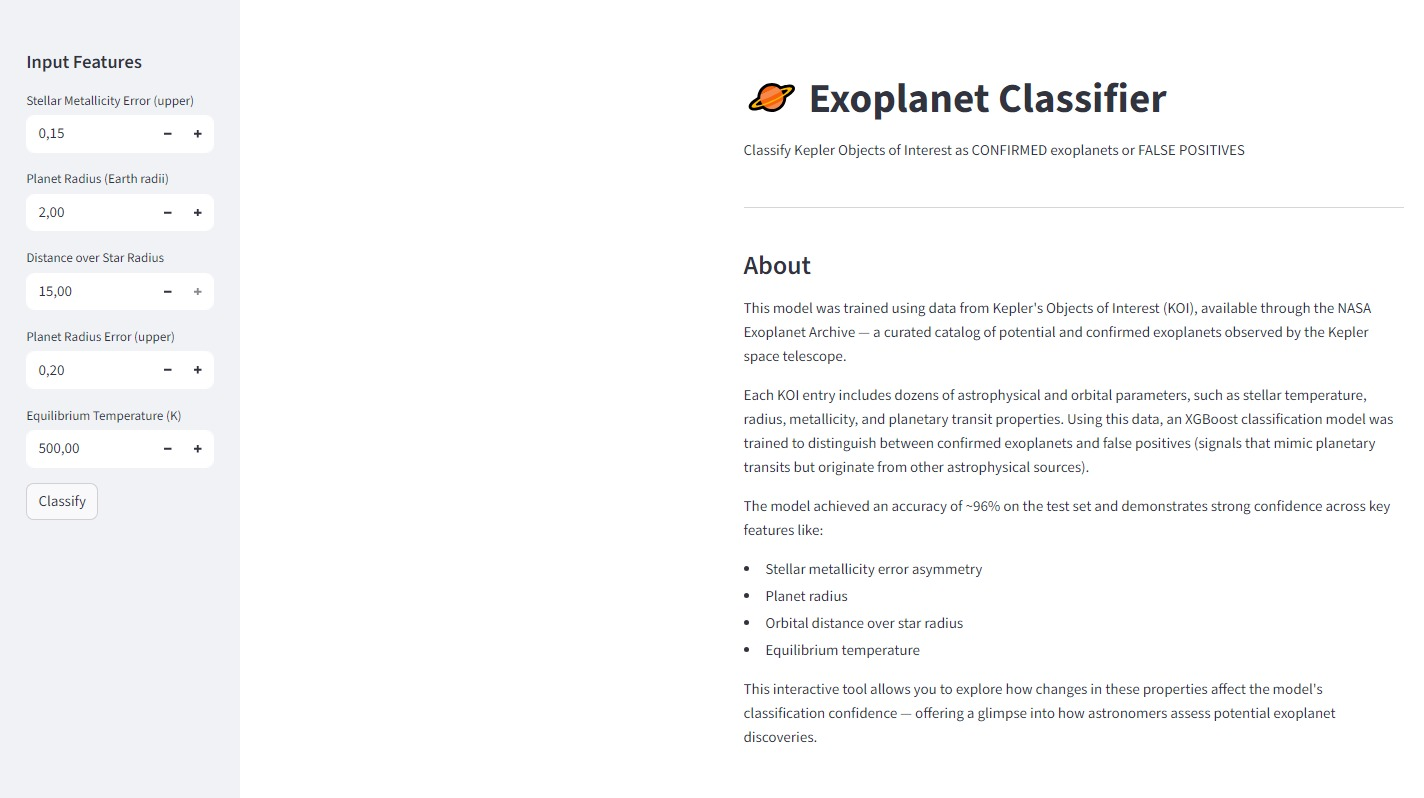 Input Features
Stellar Metallicity Error (upper)
0,15
Planet Radius (Earth radii)
2,00
Distance over Star Radius
15,00
Planet Radius Error (upper)
0,20
Equilibrium Temperature (K)
500,00
Classify
Exoplanet Classifier
Classify Kepler Objects of Interest as CONFIRMED exoplanets or FALSE POSITIVES
About
This model was trained using data from Kepler's Objects of Interest (KOI), available through the NASA
Exoplanet Archive — a curated catalog of potential and confirmed exoplanets observed by the Kepler
space telescope.
Each KOI entry includes dozens of astrophysical and orbital parameters, such as stellar temperature,
radius, metallicity, and planetary transit properties. Using this data, an XGBoost classification model was
trained to distinguish between confirmed exoplanets and false positives (signals that mimic planetary
transits but originate from other astrophysical sources).
The model achieved an accuracy of ~96% on the test set and demonstrates strong confidence across key
features like:
• Stellar metallicity error asymmetry
• Planet radius
• Orbital distance over star radius
• Equilibrium temperature
This interactive tool allows you to explore how changes in these properties affect the model's
classification confidence — offering a glimpse into how astronomers assess potential exoplanet
discoveries.